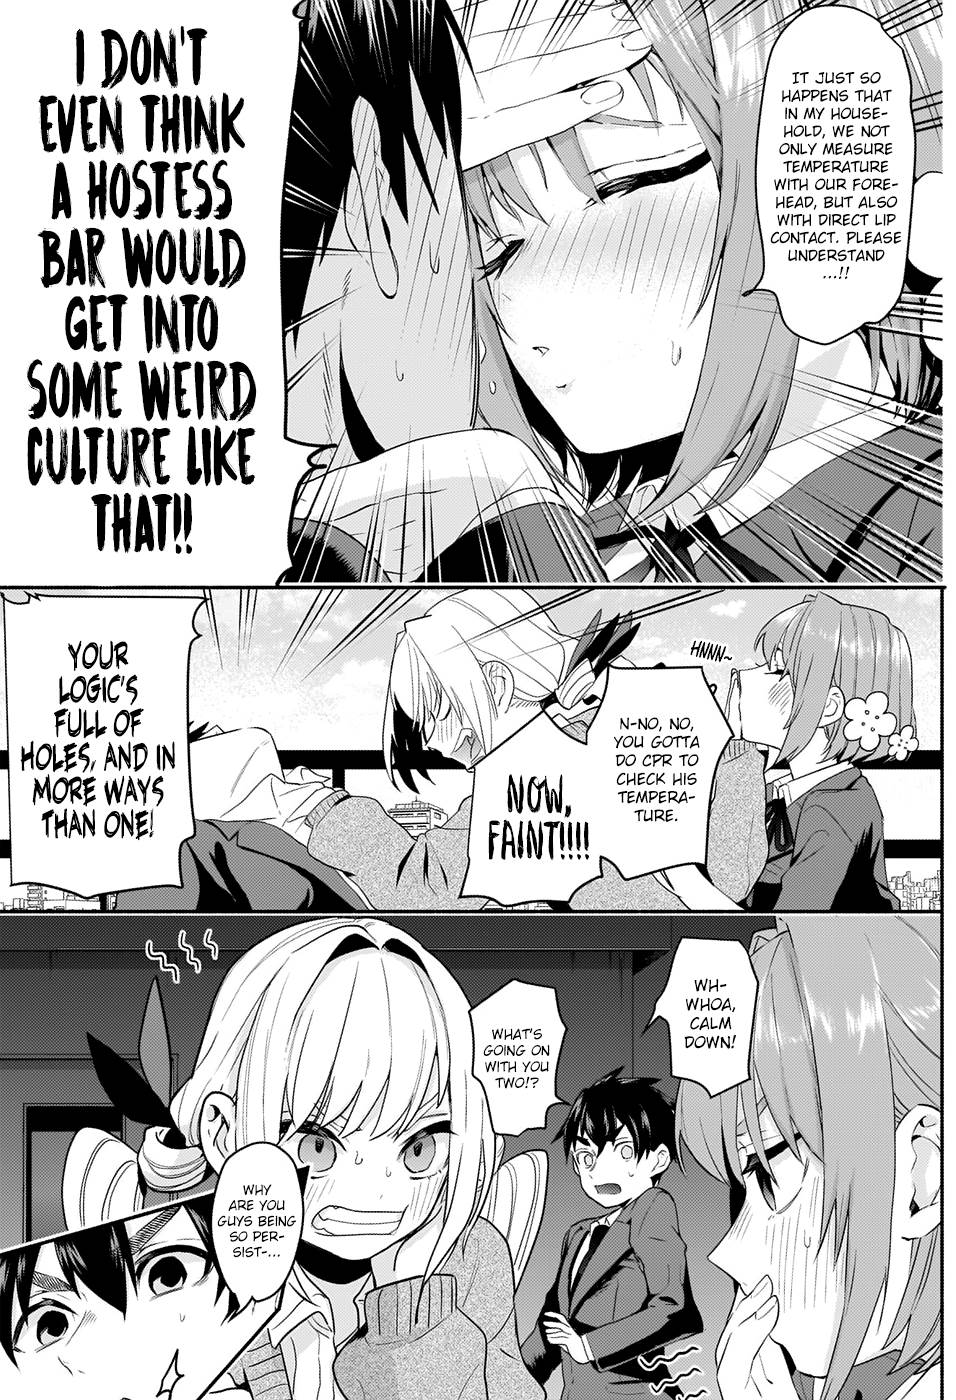 IT JUST SO
HAPPENS THAT
IN MY HOUSE-
HOLD, WE NOT
ONLY MEASURE
TEMPERATURE
WITH OUR FORE-
HEAD, BUT ALSO
WITH DIRECT LIP
CONTACT. PLEASE
UNDERSTAND
...!!
I DON'T
EVEN THINK
A HOSTESS
BAR WOULD
GET INTO
SOME WEIRD
CULTURE LIKE
THAT!!
HNNN~
N-NO, NO,
YOU GOTTA
DO CPR TO
CHECK HIS
TEMPERA-
TURE.
NOW,
FAINT!!!!
YOUR
LOGIC'S
FULL OF
HOLES, AND IN
MORE WAYS
THAN ONE!
WH-
WHOA,
CALM
DOWN!
WHAT'S
GOING ON
WITH YOU
TWO!?
WHY
ARE YOU
GUYS BEING
SO PER-
SIST-...